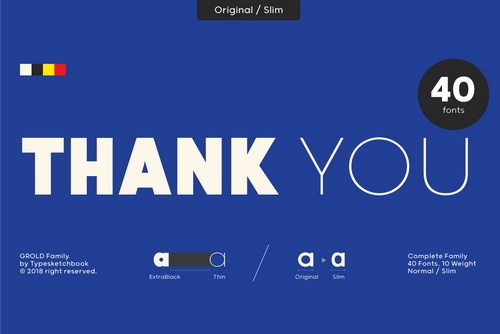 Original / Slim
40
fonts
THANK YOU
GROLD Family.
by Typesketchbook
© 2018 right reserved.
a a
ExtraBlack Thin
/
a a
Original Slim
Complete Family
40 Fonts, 10 Weight
Normal / Slim